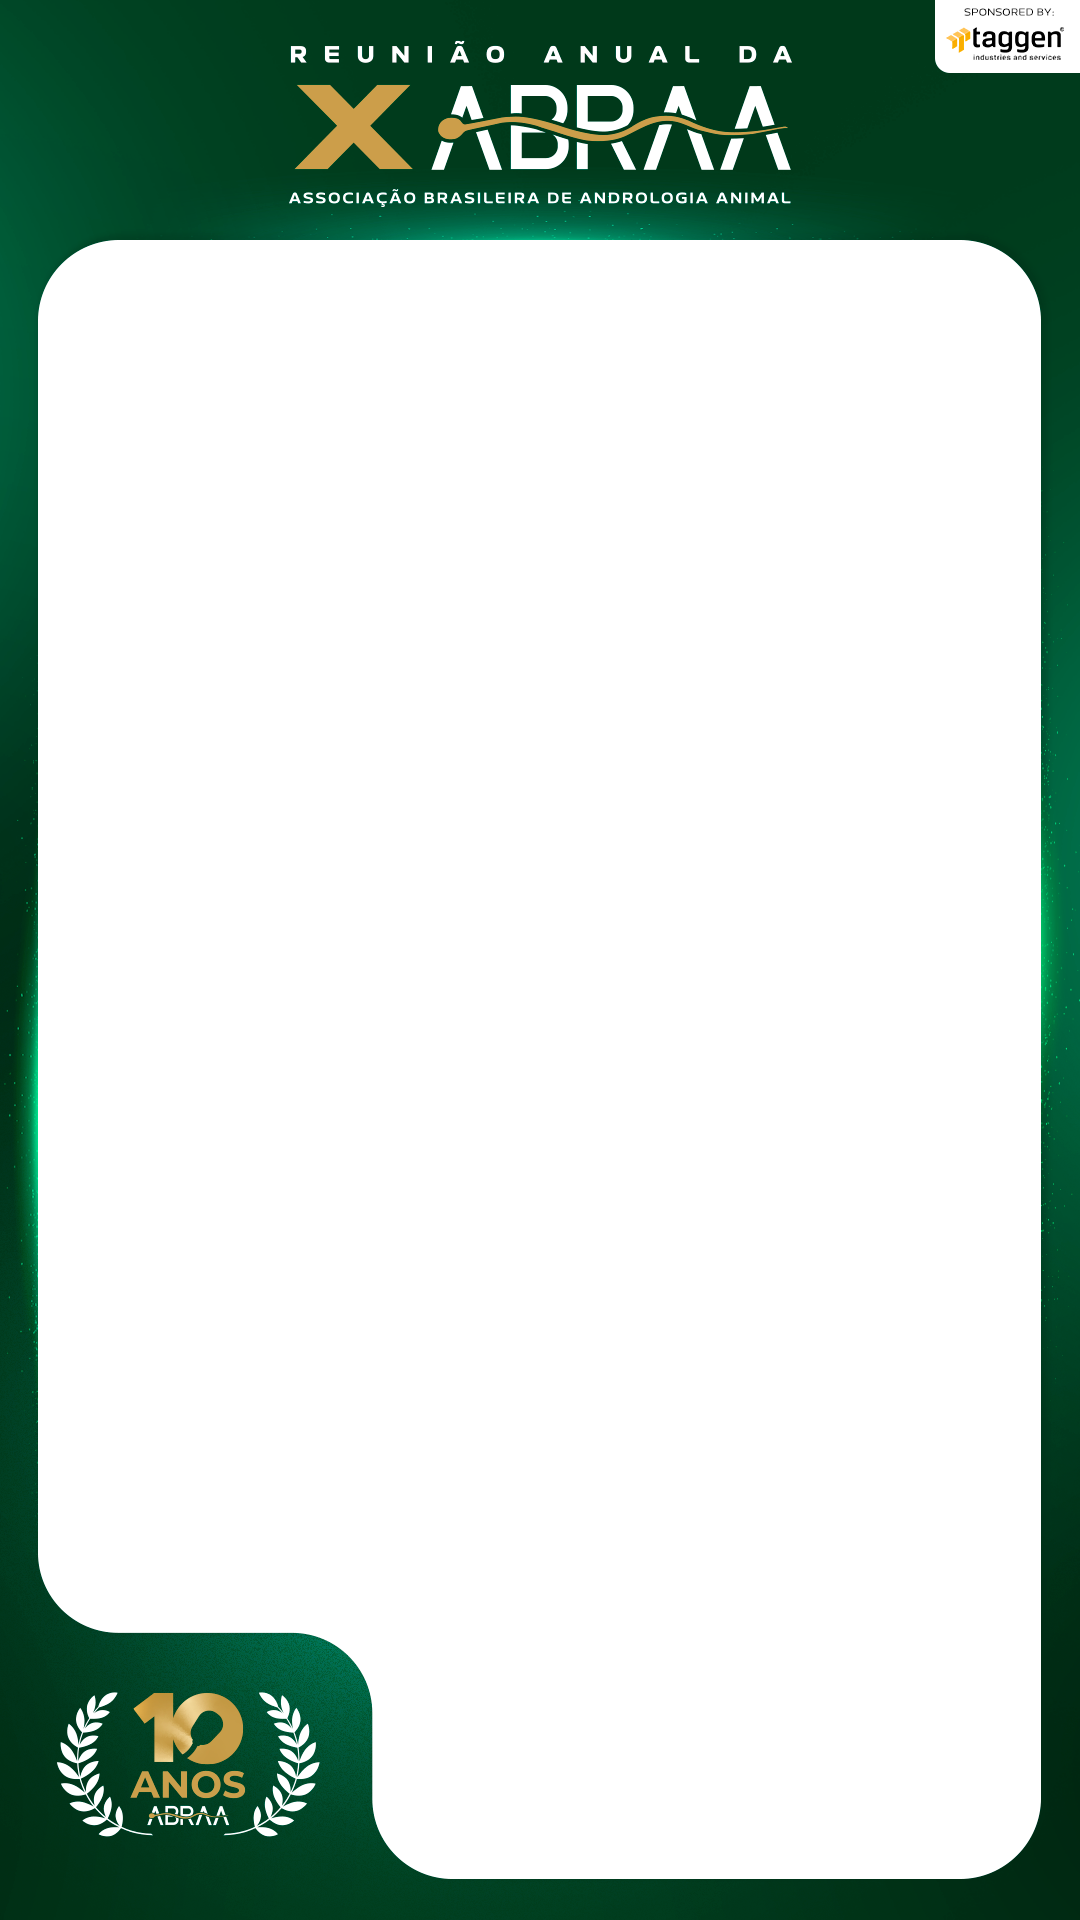 SPONSORED BY:
taggen
industries and services
REUNIÃO ANUAL DA
X ABRAA
ASSOCIAÇÃO BRASILEIRA DE ANDROLOGIA ANIMAL
10
ANOS
ABRAA